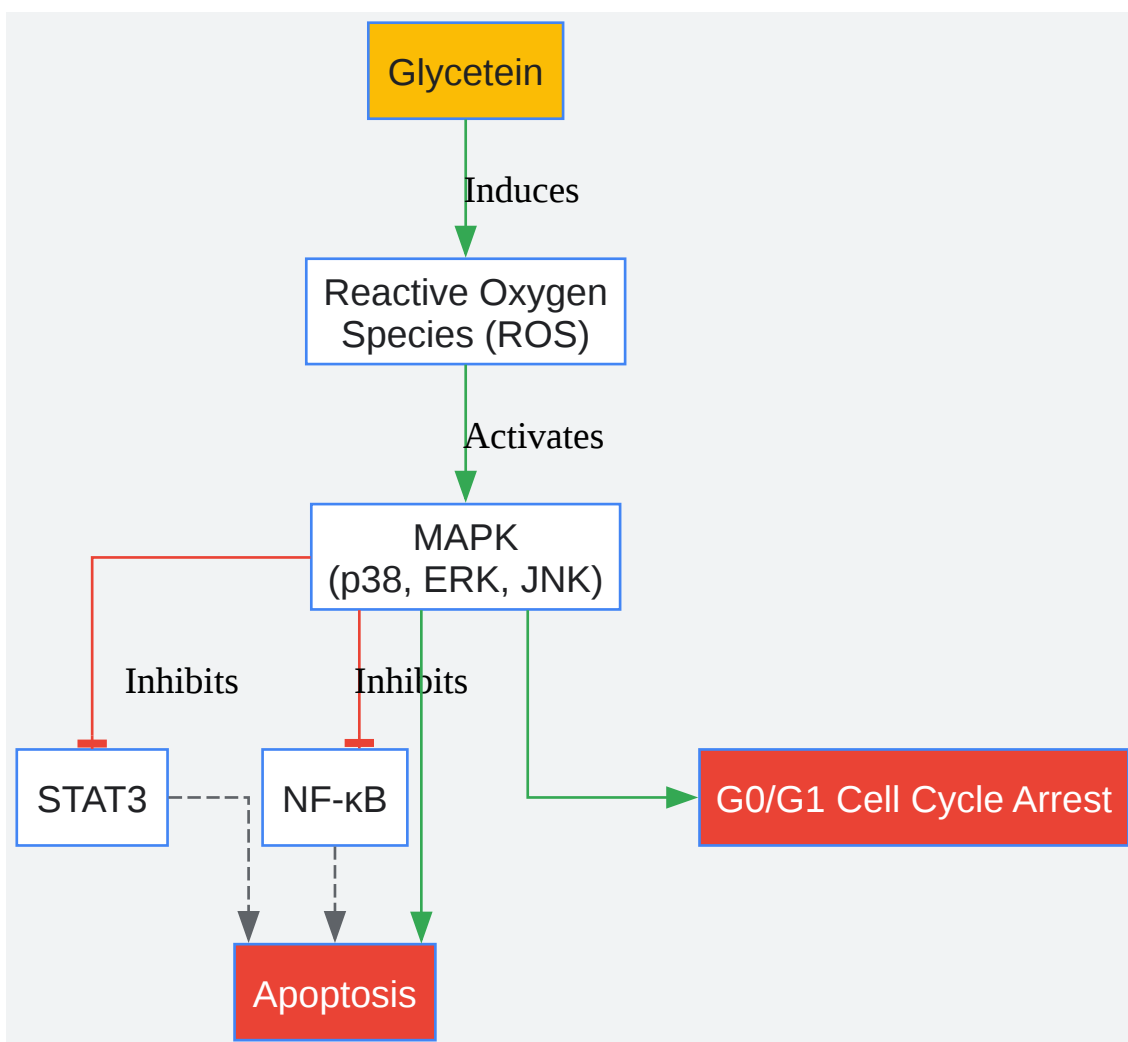 Glycetein
Induces
Reactive Oxygen
Species (ROS)
Activates
MAPK
(p38, ERK, JNK)
Inhibits
Inhibits
STAT3
NF-κB
G0/G1 Cell Cycle Arrest
Apoptosis